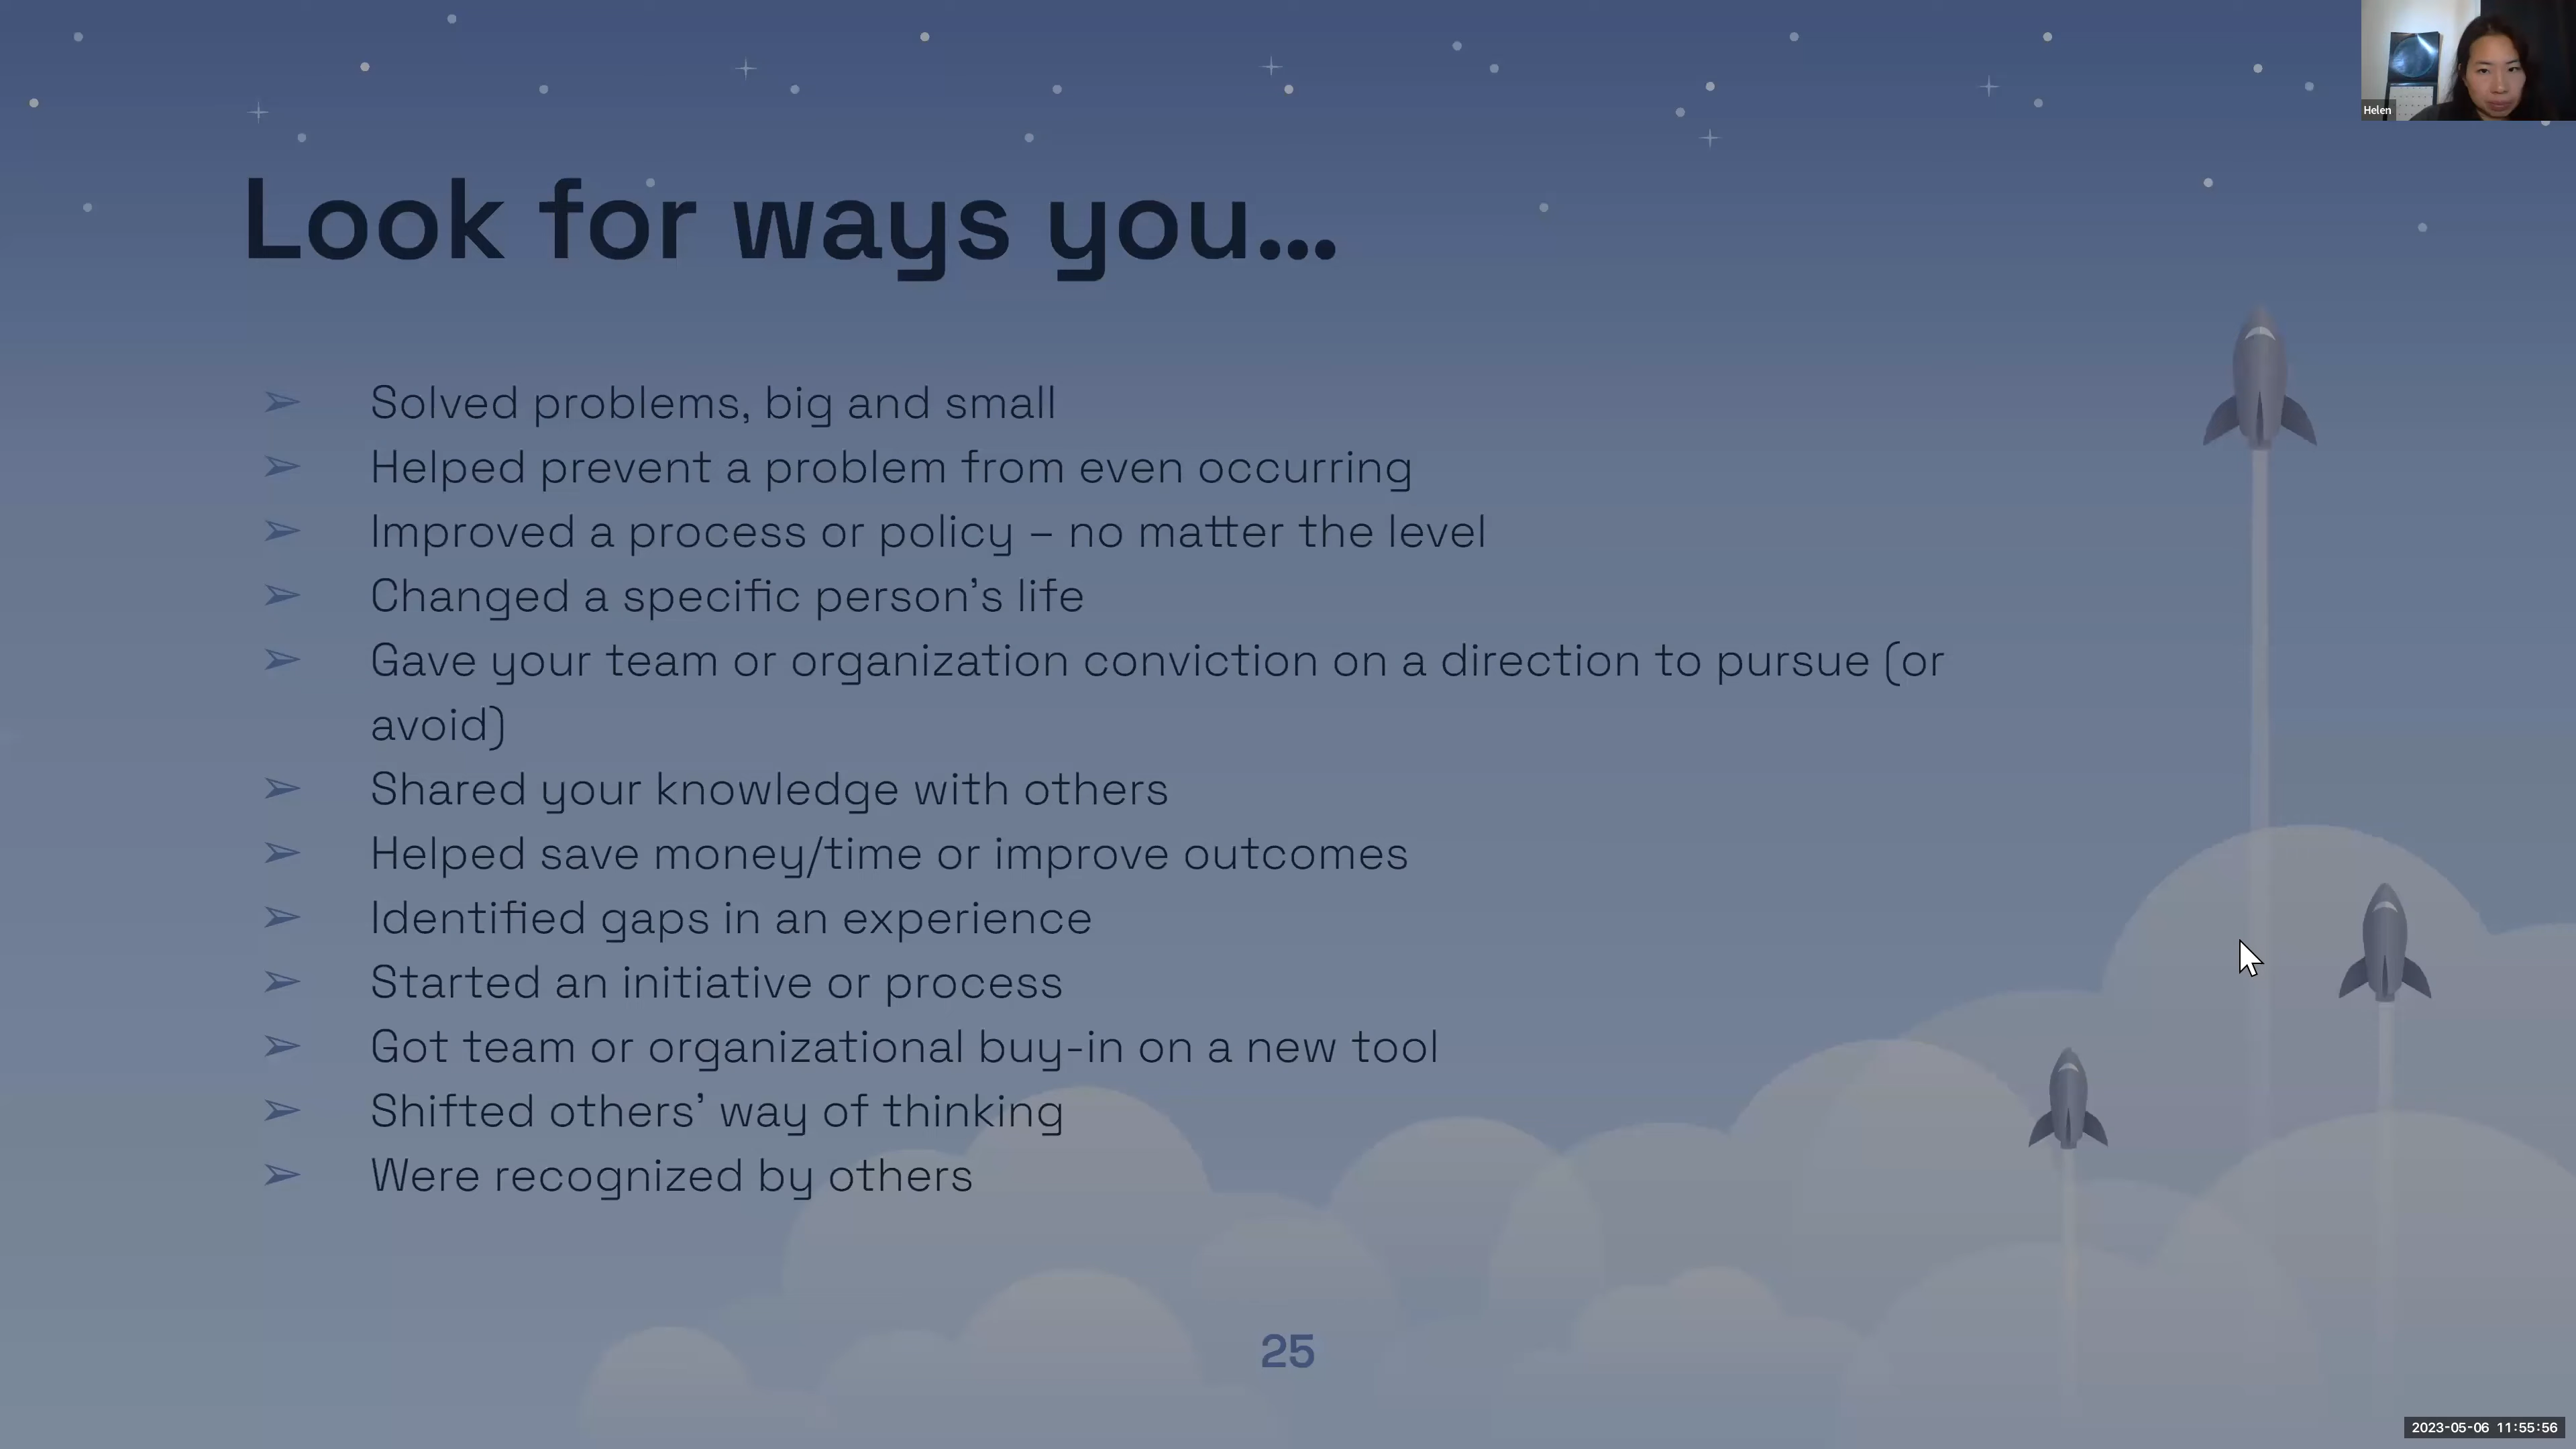 Helen
Look for ways you...
➢ Solved problems, big and small
➢ Helped prevent a problem from even occurring
➢ Improved a process or policy – no matter the level
➢ Changed a specific person’s life
➢ Gave your team or organization conviction on a direction to pursue (or
avoid)
➢ Shared your knowledge with others
➢ Helped save money/time or improve outcomes
➢ Identified gaps in an experience
➢ Started an initiative or process
➢ Got team or organizational buy-in on a new tool
➢ Shifted others’ way of thinking
➢ Were recognized by others
25
2023-05-06 11:55:56